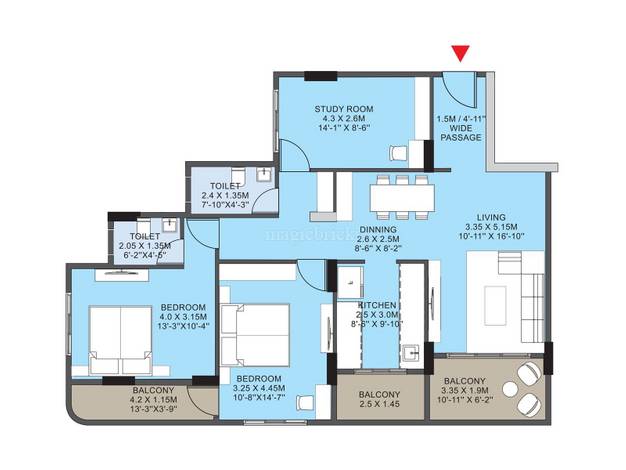 STUDY ROOM
4.3 X 2.6M
14'-1" X 8'-6"
1.5M / 4'-11"
WIDE
PASSAGE
TOILET
2.4 X 1.35M
7'-10"X4'-3"
TOILET
2.05 X 1.35M
6'-2"X4'-5"
DINNING
2.6 X 2.5M
8'-6" X 8'-2"
LIVING
3.35 X 5.15M
10'-11" X 16'-10"
magicbricks
BEDROOM
4.0 X 3.15M
13'-3"X10'-4"
KITCHEN
2.5 X 3.0M
8'-6" X 9'-10"
BEDROOM
3.25 X 4.45M
10'-8"X14'-7"
BALCONY
4.2 X 1.15M
13'-3"X3'-9"
BALCONY
2.5 X 1.45
BALCONY
3.35 X 1.9M
10'-11" X 6'-2"